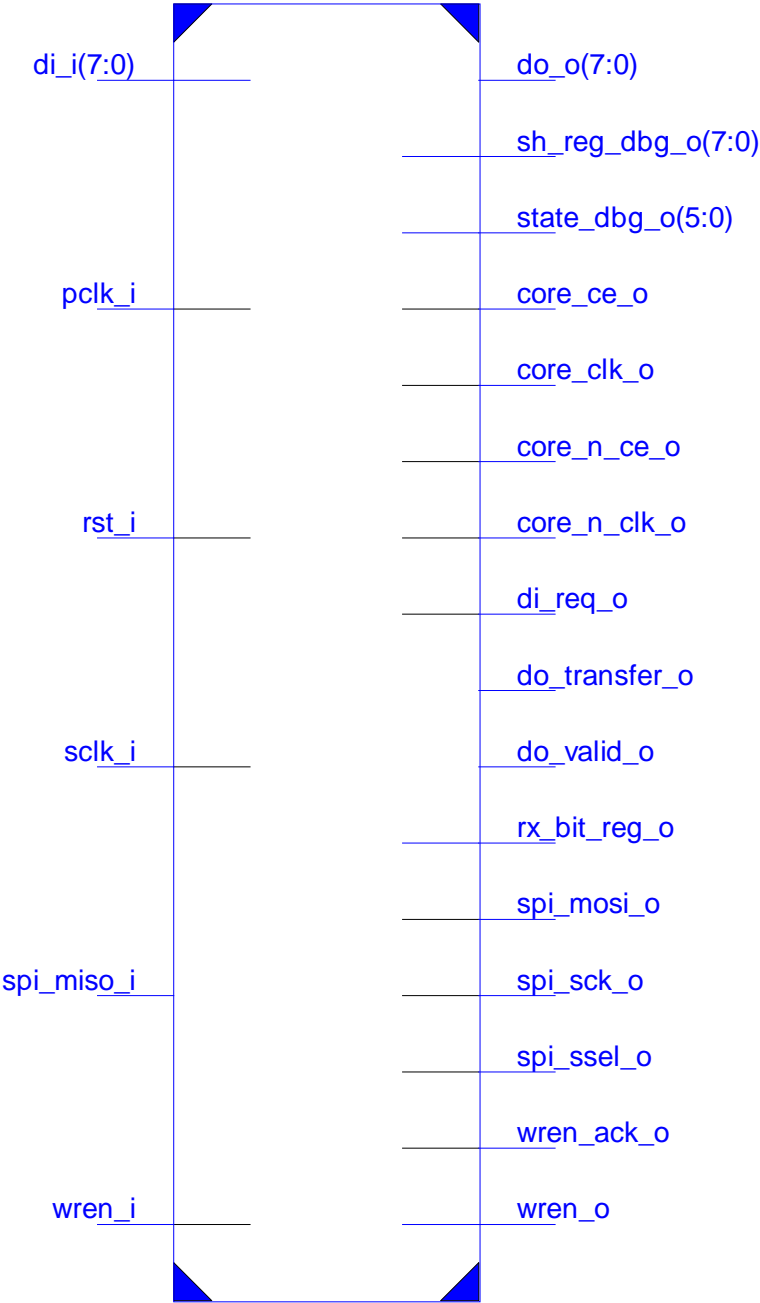 di_i(7:0)
do_o(7:0)
sh_reg_dbg_o(7:0)
state_dbg_o(5:0)
pclk_i
core_ce_o
core_clk_o
core_n_ce_o
rst_i
core_n_clk_o
di_req_o
do_transfer_o
sclk_i
do_valid_o
rx_bit_reg_o
spi_mosi_o
spi_miso_i
spi_sck_o
spi_ssel_o
wren_ack_o
wren_i
wren_o